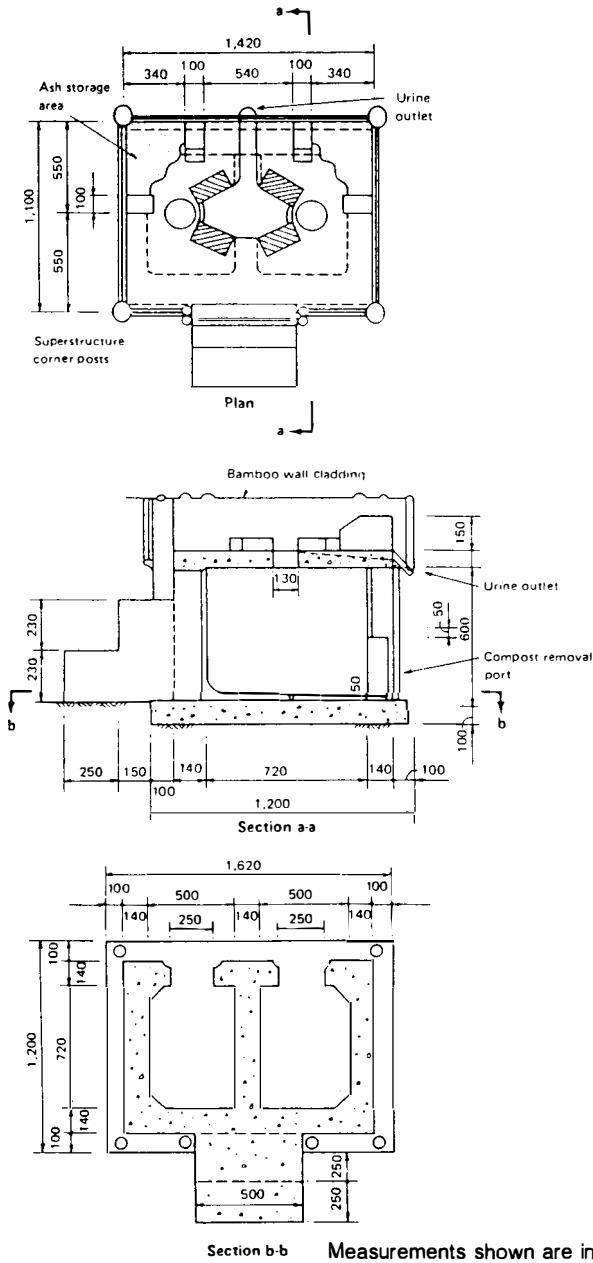 a
1,420
100
100
340
540
340
Ash storage
area
Urine
outlet
550
1,100
100
550
Superstructure
corner posts
Plan
a
Bamboo wall cladding
150
130
Urine outlet
50
600
230
Compost removal
port
230
50
b
b
100
250
150
140
720
140
100
100
1,200
Section a-a
1,620
100
500
500
100
140
250
140
250
140
100
140
1,200
720
140
100
250
500
250
Section b-b
Measurements shown are in